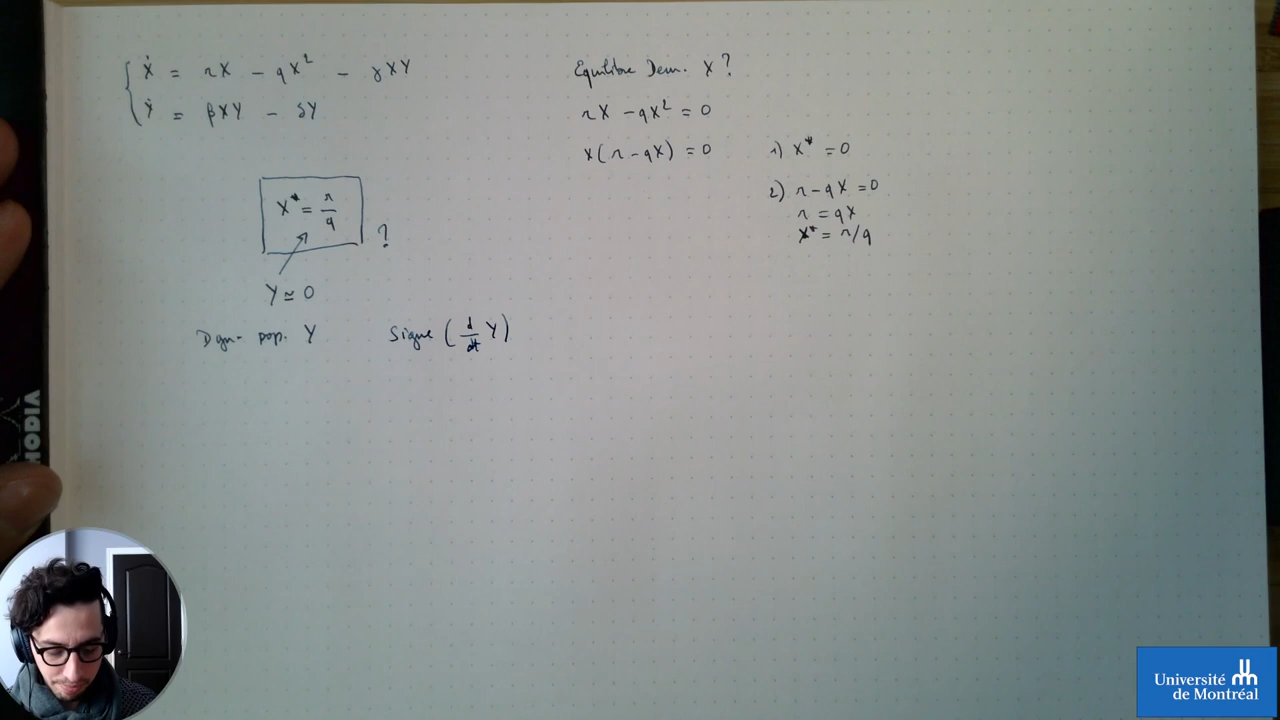 Ẋ = rX - qX² - γXY
Ẏ = βXY - δY
X* = r/q ?
Y ≃ 0
Dyn. pop. Y Signe (d/dt Y)
Equilibre Dem. X ?
rX - qX² = 0
X(r - qX) = 0
1) X* = 0
2) r - qX = 0
r = qX
X* = r/q
Université
de Montréal